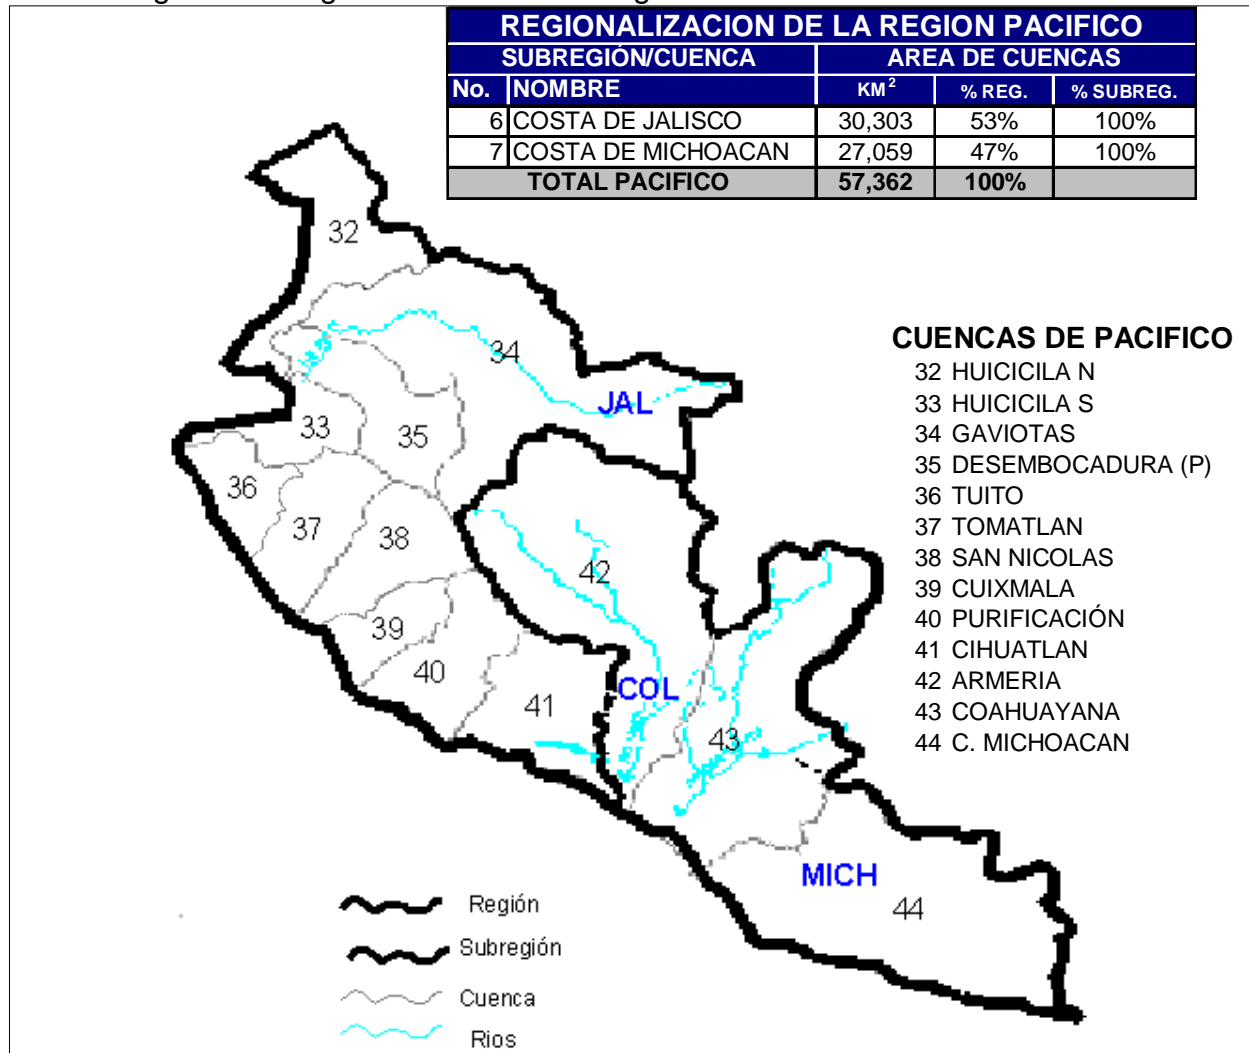 REGIONALIZACION DE LA REGION PACIFICO
SUBREGIÓN/CUENCA AREA DE CUENCAS
No. NOMBRE KM² % REG. % SUBREG.
6 COSTA DE JALISCO 30,303 53% 100%
7 COSTA DE MICHOACAN 27,059 47% 100%
TOTAL PACIFICO 57,362 100%
32
34
JAL
33
35
36
37
38
42
39
40
41
COL
43
MICH
44
CUENCAS DE PACIFICO
32 HUICICILA N
33 HUICICILA S
34 GAVIOTAS
35 DESEMBOCADURA (P)
36 TUITO
37 TOMATLAN
38 SAN NICOLAS
39 CUIXMALA
40 PURIFICACIÓN
41 CIHUATLAN
42 ARMERIA
43 COAHUAYANA
44 C. MICHOACAN
Región
Subregión
Cuenca
Rios